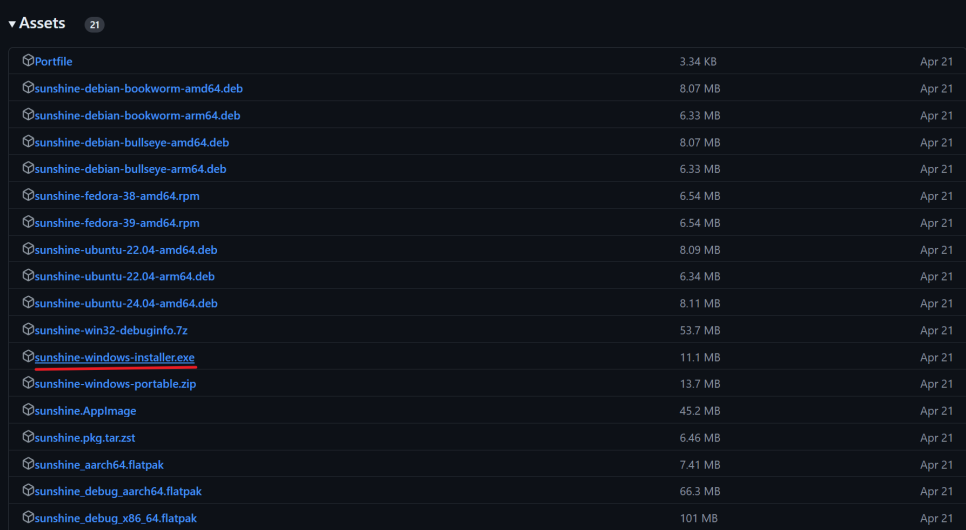 Assets 21
Portfile 3.34 KB Apr 21
sunshine-debian-bookworm-amd64.deb 8.07 MB Apr 21
sunshine-debian-bookworm-arm64.deb 6.33 MB Apr 21
sunshine-debian-bullseye-amd64.deb 8.07 MB Apr 21
sunshine-debian-bullseye-arm64.deb 6.33 MB Apr 21
sunshine-fedora-38-amd64.rpm 6.54 MB Apr 21
sunshine-fedora-39-amd64.rpm 6.54 MB Apr 21
sunshine-ubuntu-22.04-amd64.deb 8.09 MB Apr 21
sunshine-ubuntu-22.04-arm64.deb 6.34 MB Apr 21
sunshine-ubuntu-24.04-amd64.deb 8.11 MB Apr 21
sunshine-win32-debuginfo.7z 53.7 MB Apr 21
sunshine-windows-installer.exe 11.1 MB Apr 21
sunshine-windows-portable.zip 13.7 MB Apr 21
sunshine.AppImage 45.2 MB Apr 21
sunshine.pkg.tar.zst 6.46 MB Apr 21
sunshine_aarch64.flatpak 7.41 MB Apr 21
sunshine_debug_aarch64.flatpak 66.3 MB Apr 21
sunshine_debug_x86_64.flatpak 101 MB Apr 21